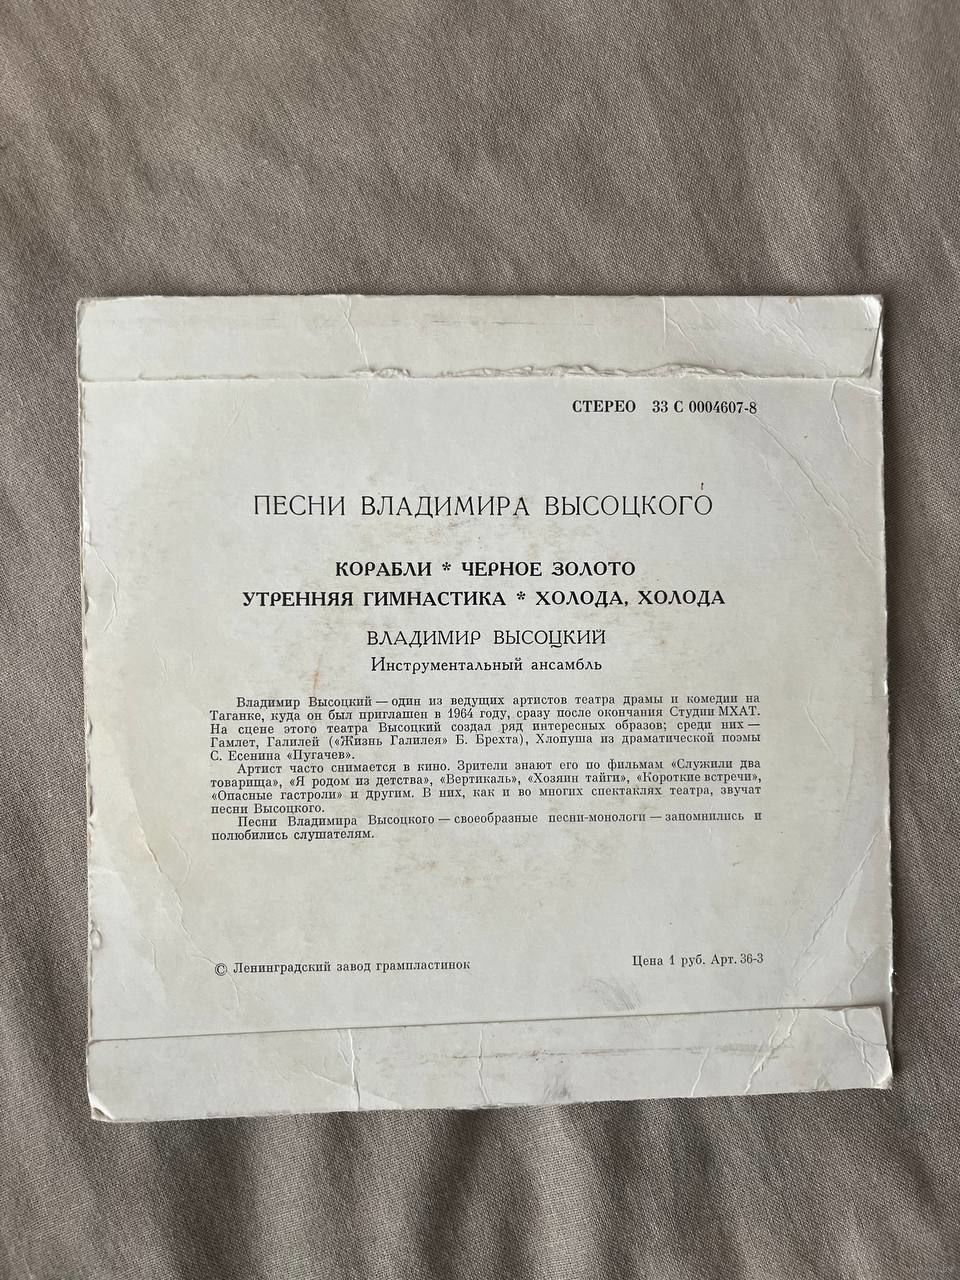 СТЕРЕО 33 С 0004607-8
ПЕСНИ ВЛАДИМИРА ВЫСОЦКОГО
КОРАБЛИ * ЧЕРНОЕ ЗОЛОТО
УТРЕННЯЯ ГИМНАСТИКА * ХОЛОДА, ХОЛОДА
ВЛАДИМИР ВЫСОЦКИЙ
Инструментальный ансамбль
Владимир Высоцкий — один из ведущих артистов театра драмы и комедии на
Таганке, куда он был приглашен в 1964 году, сразу после окончания Студии МХАТ.
На сцене этого театра Высоцкий создал ряд интересных образов; среди них —
Гамлет, Галилей («Жизнь Галилея» Б. Брехта), Хлопуша из драматической поэмы
С. Есенина «Пугачев».
Артист часто снимается в кино. Зрители знают его по фильмам «Служили два
товарища», «Я родом из детства», «Вертикаль», «Хозяин тайги», «Короткие встречи»,
«Опасные гастроли» и другим. В них, как и во многих спектаклях театра, звучат
песни Высоцкого.
Песни Владимира Высоцкого — своеобразные песни-монологи — запомнились и
полюбились слушателям.
© Ленинградский завод грампластинок
Цена 1 руб. Арт. 36-3